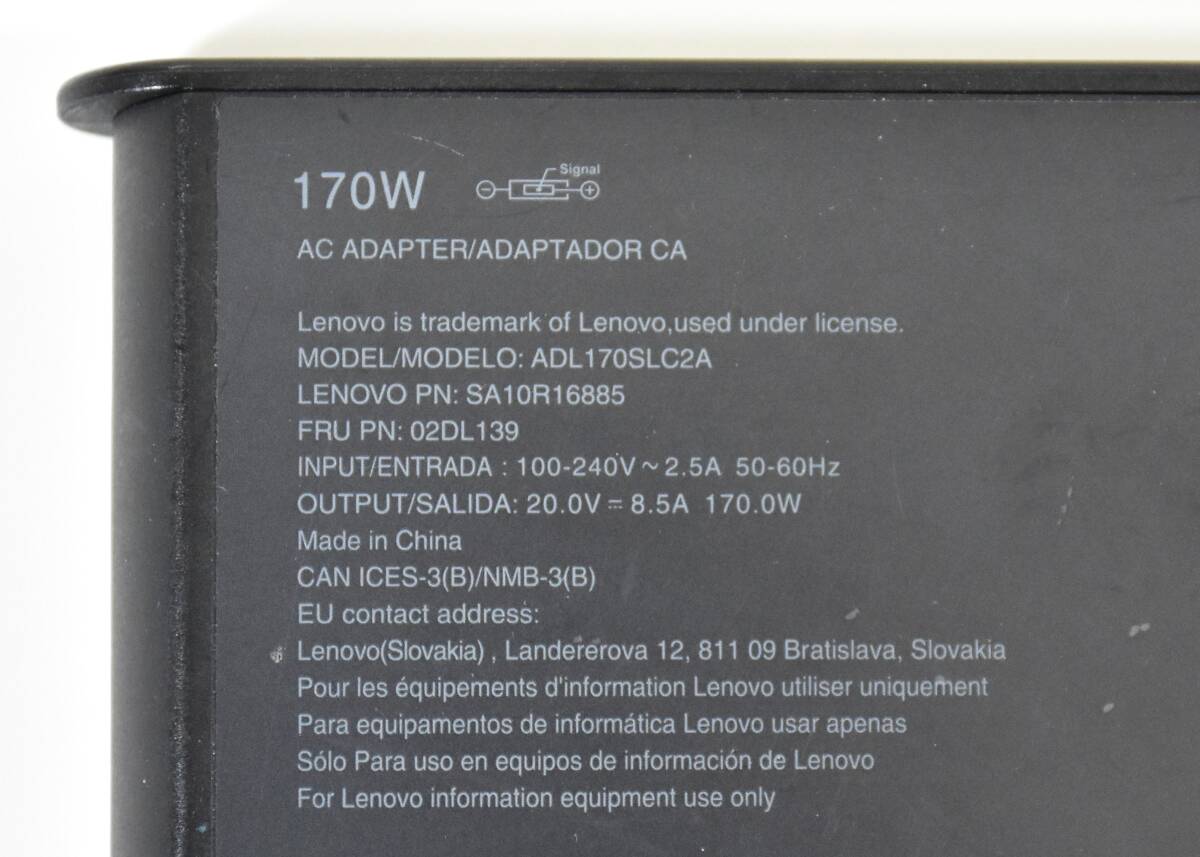 170W
Signal
AC ADAPTER/ADAPTADOR CA
Lenovo is trademark of Lenovo,used under license.
MODEL/MODELO: ADL170SLC2A
LENOVO PN: SA10R16885
FRU PN: 02DL139
INPUT/ENTRADA : 100-240V ~ 2.5A 50-60Hz
OUTPUT/SALIDA: 20.0V ⎓ 8.5A 170.0W
Made in China
CAN ICES-3(B)/NMB-3(B)
EU contact address:
Lenovo(Slovakia) , Landererova 12, 811 09 Bratislava, Slovakia
Pour les équipements d'information Lenovo utiliser uniquement
Para equipamentos de informática Lenovo usar apenas
Sólo Para uso en equipos de información de Lenovo
For Lenovo information equipment use only